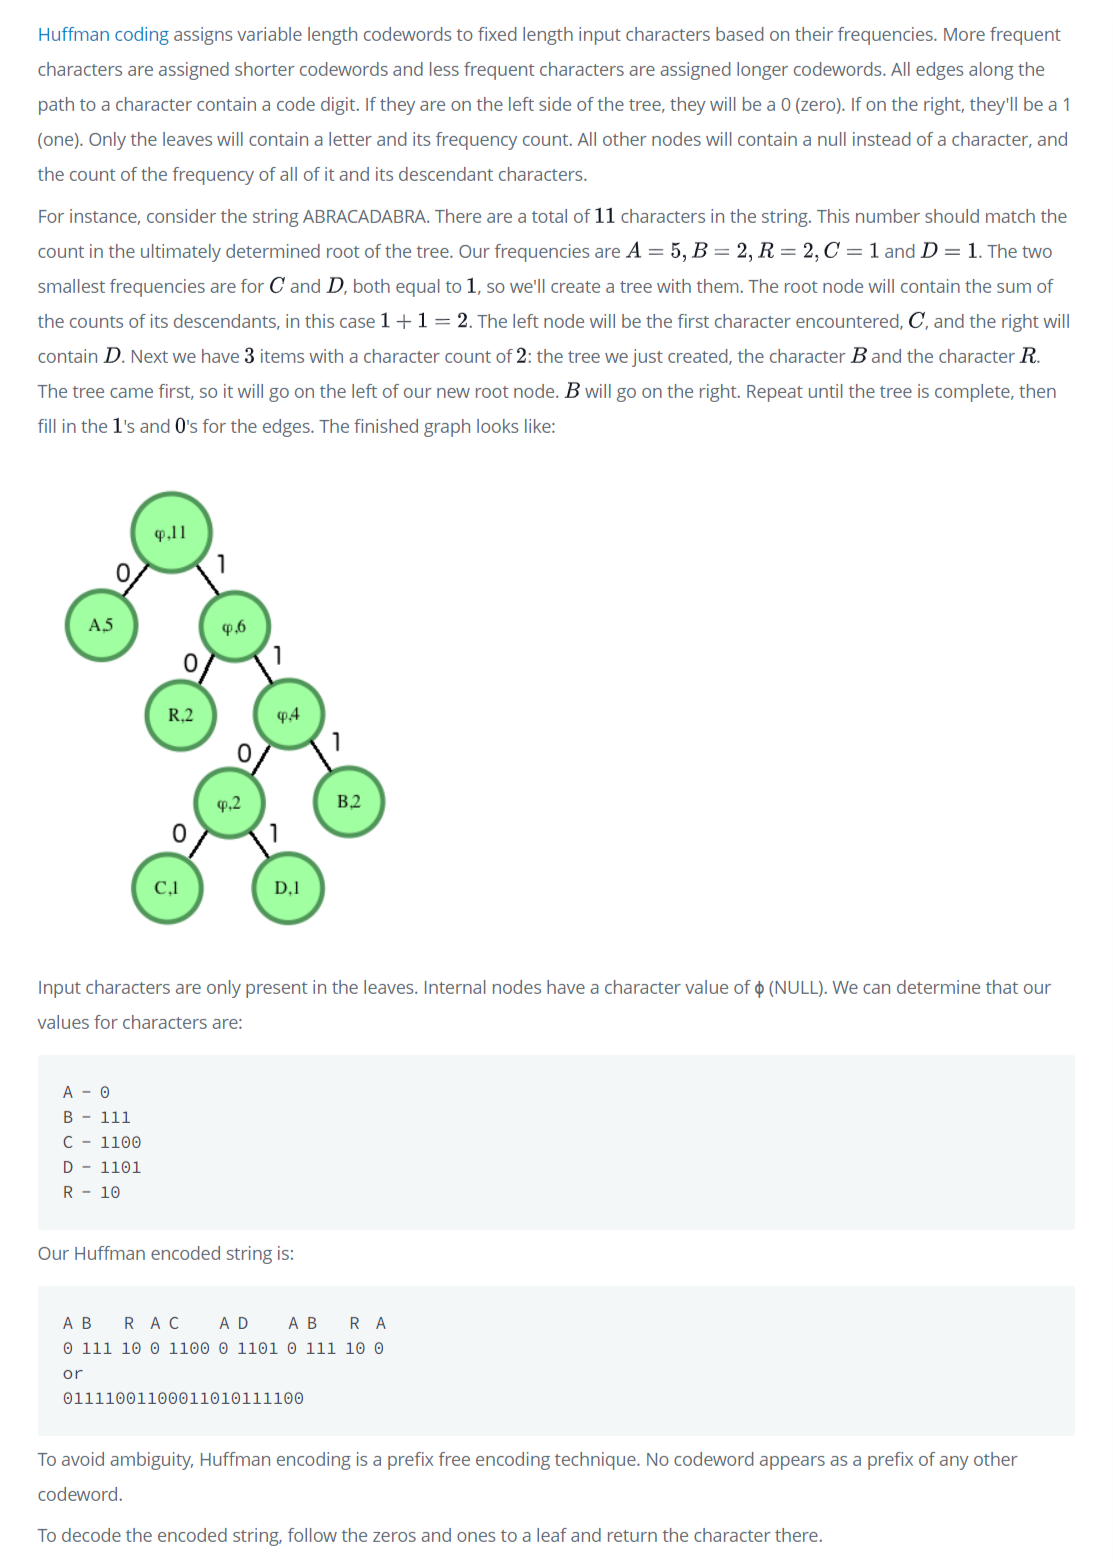 Huffman coding assigns variable length codewords to fixed length input characters based on their frequencies. More frequent
characters are assigned shorter codewords and less frequent characters are assigned longer codewords. All edges along the
path to a character contain a code digit. If they are on the left side of the tree, they will be a 0 (zero). If on the right, they'll be a 1
(one). Only the leaves will contain a letter and its frequency count. All other nodes will contain a null instead of a character, and
the count of the frequency of all of it and its descendant characters.
For instance, consider the string ABRACADABRA. There are a total of 11 characters in the string. This number should match the
count in the ultimately determined root of the tree. Our frequencies are A = 5, B = 2, R = 2, C = 1 and D = 1. The two
smallest frequencies are for C and D, both equal to 1, so we'll create a tree with them. The root node will contain the sum of
the counts of its descendants, in this case 1 + 1 = 2. The left node will be the first character encountered, C, and the right will
contain D. Next we have 3 items with a character count of 2: the tree we just created, the character B and the character R.
The tree came first, so it will go on the left of our new root node. B will go on the right. Repeat until the tree is complete, then
fill in the 1's and 0's for the edges. The finished graph looks like:
φ,11
0 1
A,5 φ,6
0 1
R,2 φ,4
0 1
φ,2 B,2
0 1
C,1 D,1
Input characters are only present in the leaves. Internal nodes have a character value of ϕ (NULL). We can determine that our
values for characters are:
A - 0
B - 111
C - 1100
D - 1101
R - 10
Our Huffman encoded string is:
A B   R  A C    A D    A B   R  A
0 111 10 0 1100 0 1101 0 111 10 0
or
01111001100011010111100
To avoid ambiguity, Huffman encoding is a prefix free encoding technique. No codeword appears as a prefix of any other
codeword.
To decode the encoded string, follow the zeros and ones to a leaf and return the character there.